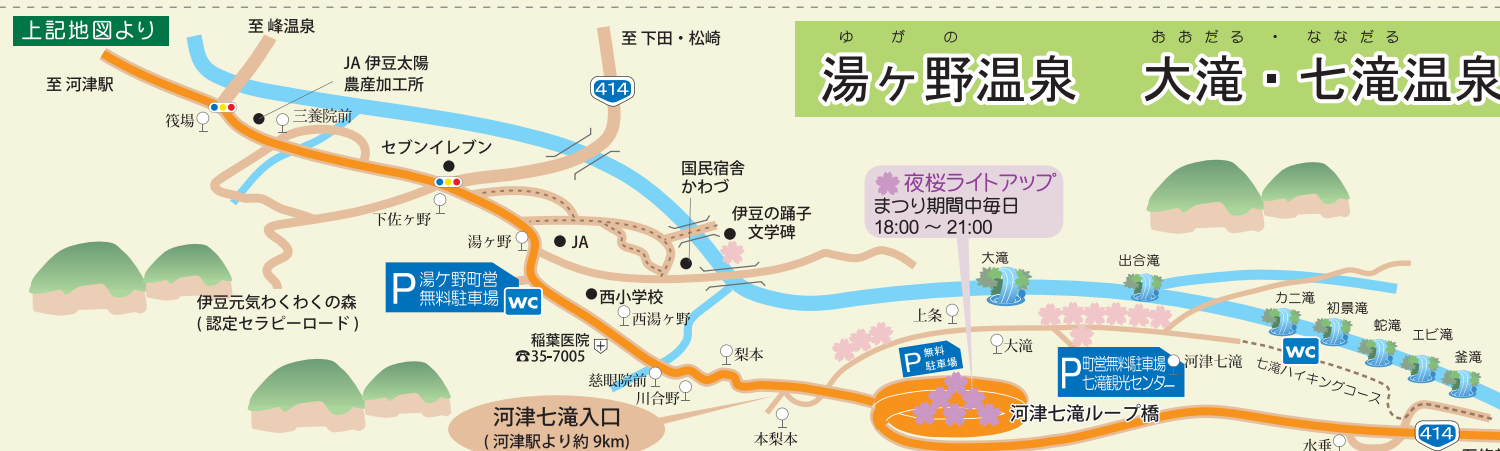 上記地図より
至 峰温泉
至 下田・松崎
ゆがの
おおだる・ななだる
湯ヶ野温泉
大滝・七滝温泉
至 河津駅
JA 伊豆太陽
農産加工所
414
筏場
三養院前
セブンイレブン
国民宿舎
かわづ
夜桜ライトアップ
まつり期間中毎日
18:00 ～ 21:00
下佐ヶ野
伊豆の踊子
文学碑
湯ヶ野
JA
大滝
出合滝
P
湯ケ野町営
無料駐車場
WC
カニ滝
初景滝
蛇滝
エビ滝
釜滝
伊豆元気わくわくの森
( 認定セラピーロード )
西小学校
西湯ヶ野
上条
稲葉医院
☎35-7005
梨本
P
無料
駐車場
大滝
P
町営無料駐車場
七滝観光センター
河津七滝
WC
七滝ハイキングコース
慈眼院前
川合野
河津七滝入口
( 河津駅より約 9km)
本梨本
河津七滝ループ橋
水垂
414